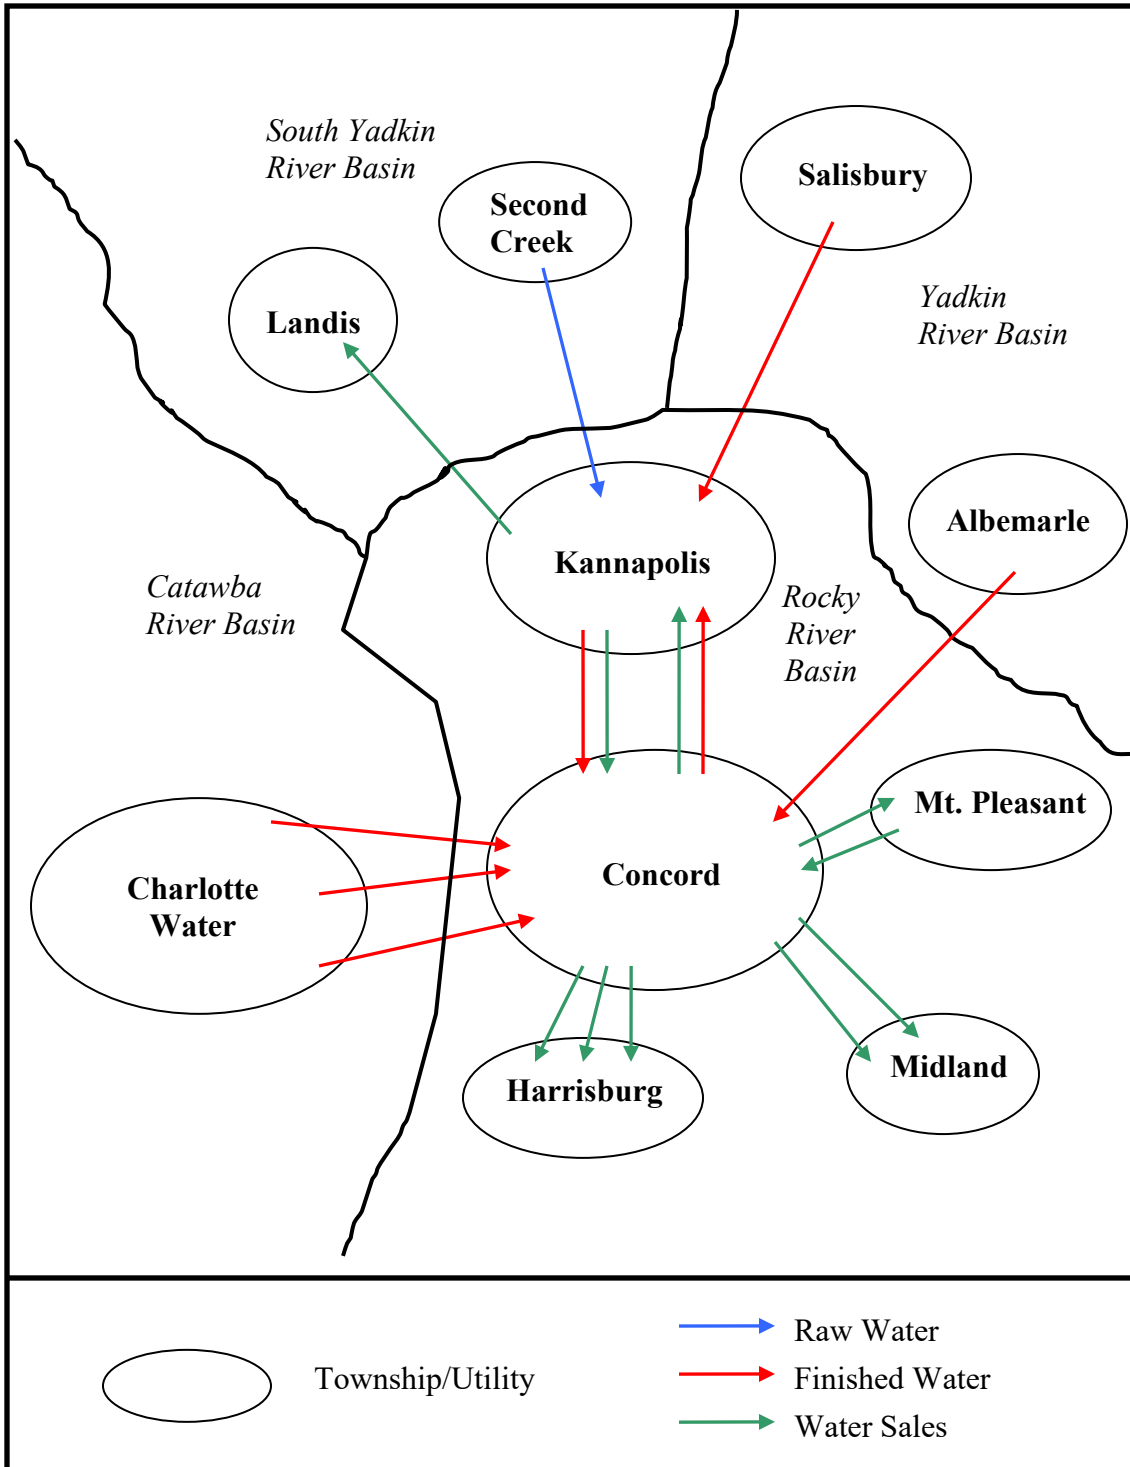 South Yadkin
River Basin
Salisbury
Second
Creek
Landis
Yadkin
River Basin
Albemarle
Kannapolis
Catawba
River Basin
Rocky
River
Basin
Mt. Pleasant
Concord
Charlotte
Water
Harrisburg
Midland
Township/Utility
Raw Water
Finished Water
Water Sales